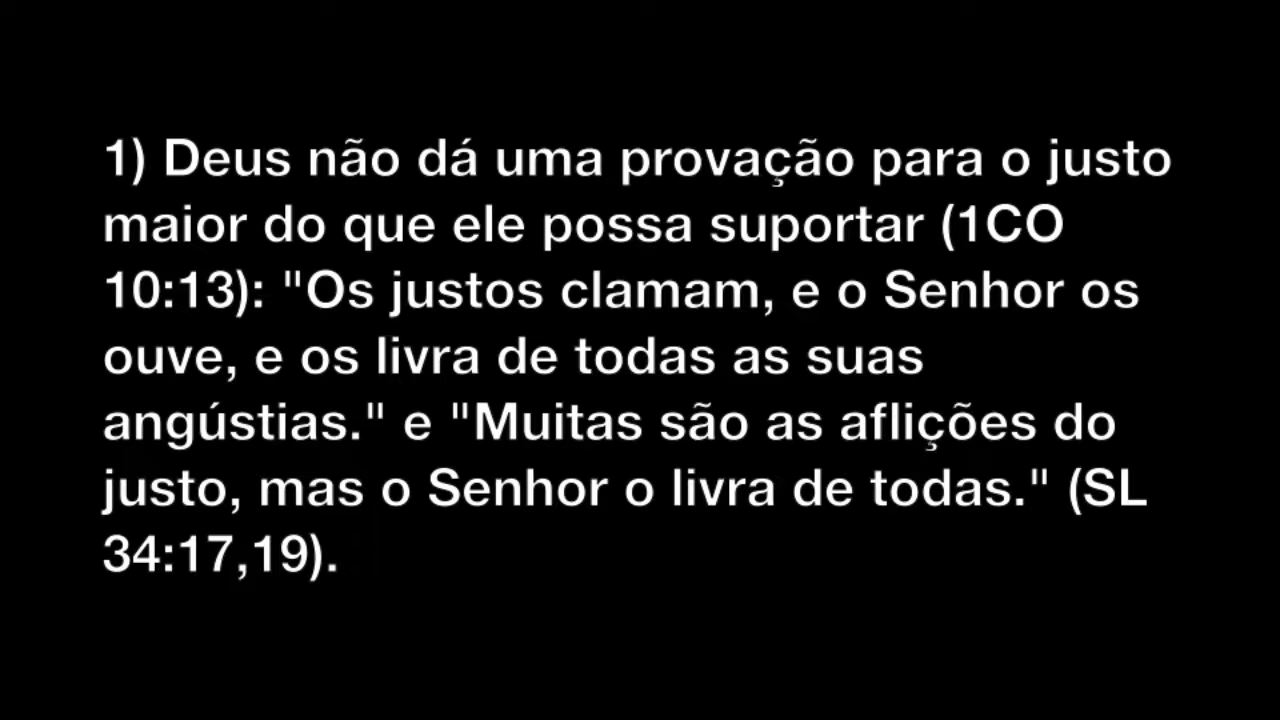 1) Deus não dá uma provação para o justo
maior do que ele possa suportar (1CO
10:13): "Os justos clamam, e o Senhor os
ouve, e os livra de todas as suas
angústias." e "Muitas são as aflições do
justo, mas o Senhor o livra de todas." (SL
34:17,19).